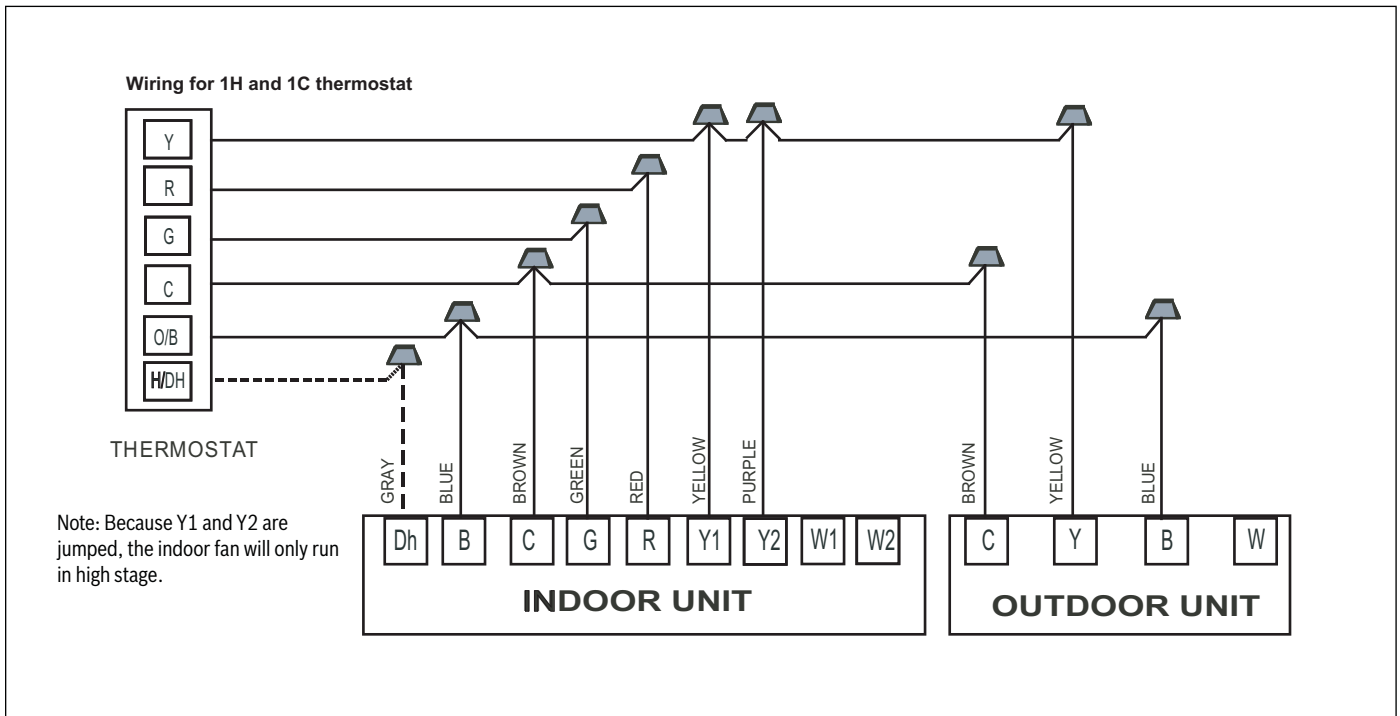 Wiring for 1H and 1C thermostat
Y
R
G
C
O/B
H/DH
THERMOSTAT
GRAY
BLUE
BROWN
GREEN
RED
YELLOW
PURPLE
BROWN
YELLOW
BLUE
Note: Because Y1 and Y2 are
jumped, the indoor fan will only run
in high stage.
Dh B C G R Y1 Y2 W1 W2
INDOOR UNIT
C Y B W
OUTDOOR UNIT